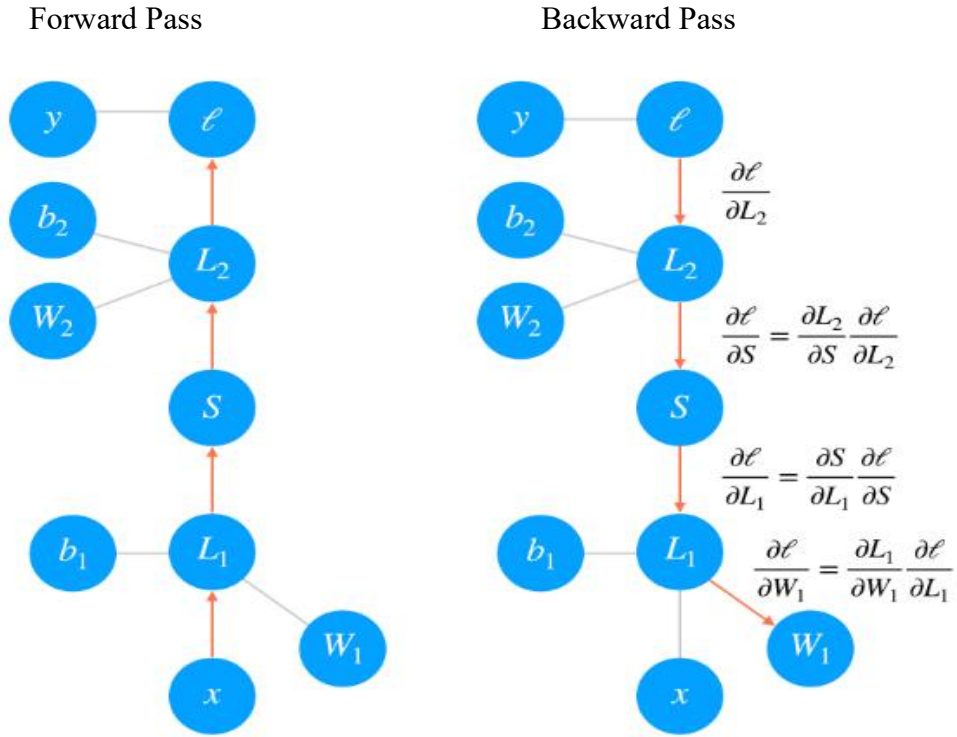 Forward Pass
Backward Pass
y
ℓ
b₂
L₂
W₂
S
b₁
L₁
W₁
x
y
ℓ
∂ℓ/∂L₂
b₂
L₂
W₂
∂ℓ/∂S = ∂L₂/∂S ∂ℓ/∂L₂
S
∂ℓ/∂L₁ = ∂S/∂L₁ ∂ℓ/∂S
b₁
L₁
∂ℓ/∂W₁ = ∂L₁/∂W₁ ∂ℓ/∂L₁
W₁
x